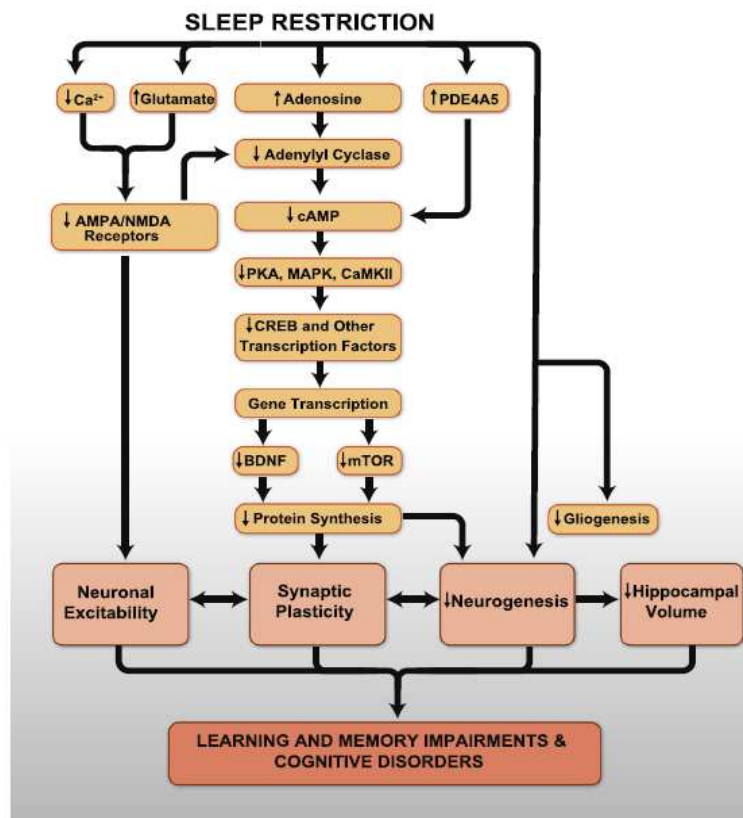 SLEEP RESTRICTION
↓Ca²⁺
↑Glutamate
↑Adenosine
↑PDE4A5
↓ Adenylyl Cyclase
↓ AMPA/NMDA
Receptors
↓cAMP
↓PKA, MAPK, CaMKII
↓CREB and Other
Transcription Factors
Gene Transcription
↓BDNF
↓mTOR
↓ Protein Synthesis
↓ Gliogenesis
Neuronal
Excitability
Synaptic
Plasticity
↓Neurogenesis
↓Hippocampal
Volume
LEARNING AND MEMORY IMPAIRMENTS &
COGNITIVE DISORDERS